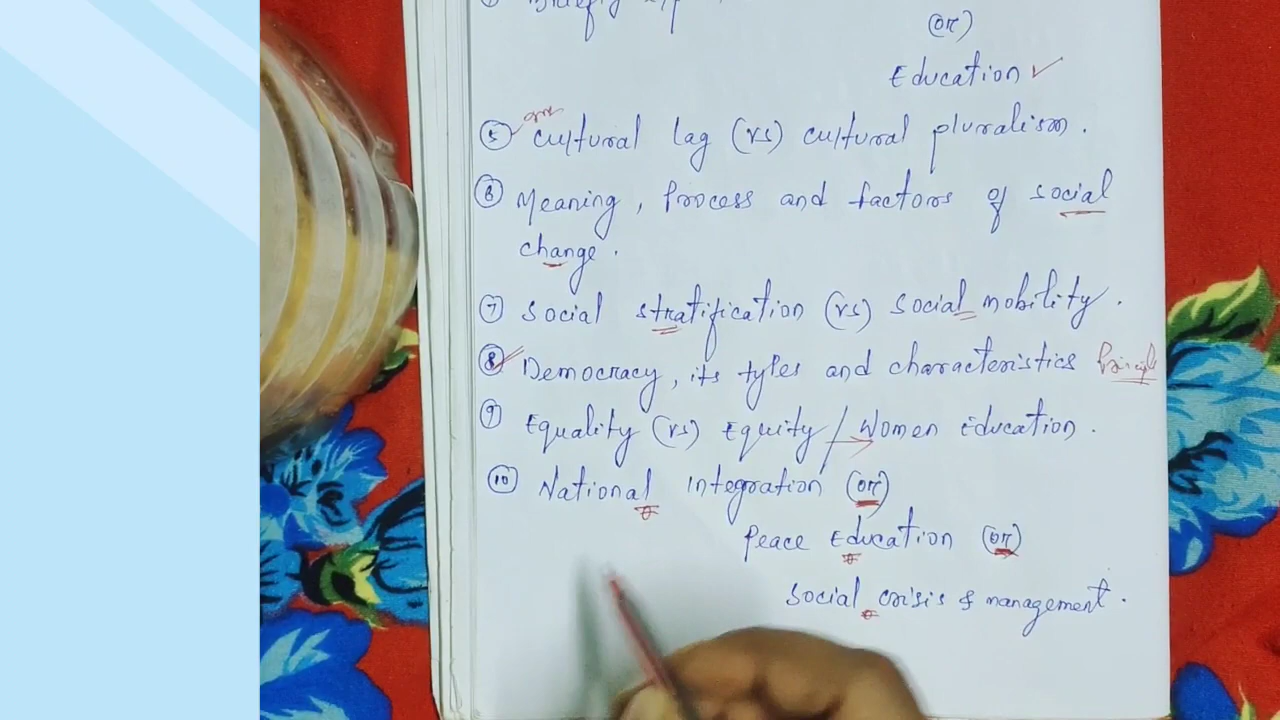 (or)
Education ✓
⑤ Cultural lag (vs) cultural pluralism.
⑥ Meaning, Process and factors of social
change.
⑦ Social stratification (vs) social mobility.
⑧ Democracy, its types and characteristics
⑨ Equality (vs) Equity / Women Education.
⑩ National integration (or)
Peace Education (or)
Social crisis & management.